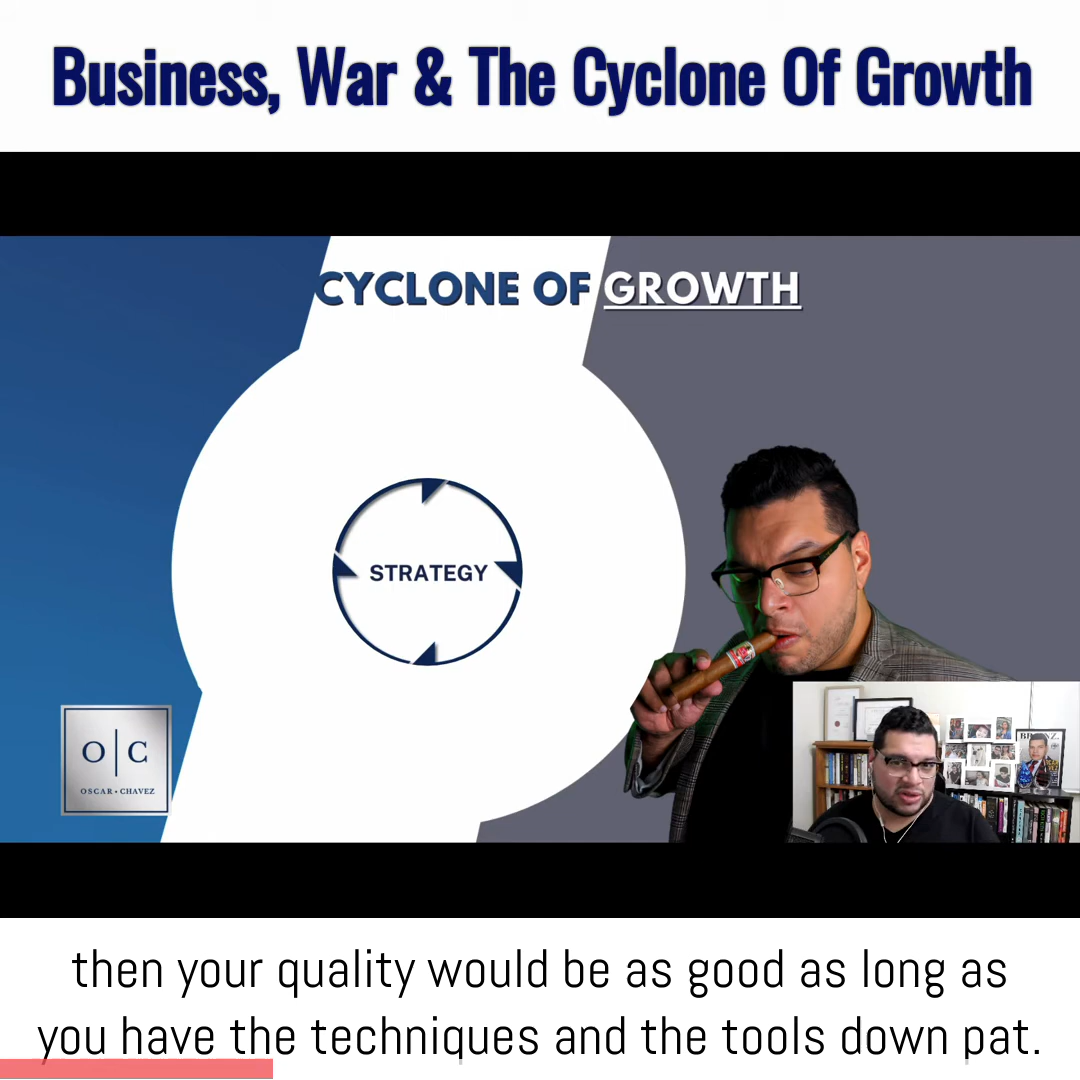 Business, War & The Cyclone Of Growth
CYCLONE OF GROWTH
STRATEGY
O|C
OSCAR • CHAVEZ
then your quality would be as good as long as
you have the techniques and the tools down pat.